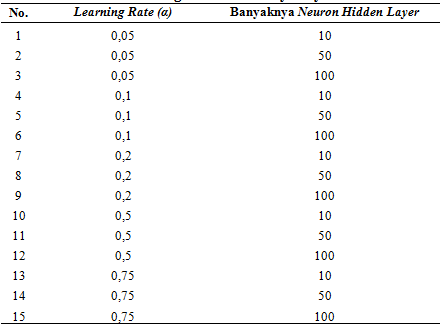 No. Learning Rate (α) Banyaknya Neuron Hidden Layer
1 0,05 10
2 0,05 50
3 0,05 100
4 0,1 10
5 0,1 50
6 0,1 100
7 0,2 10
8 0,2 50
9 0,2 100
10 0,5 10
11 0,5 50
12 0,5 100
13 0,75 10
14 0,75 50
15 0,75 100